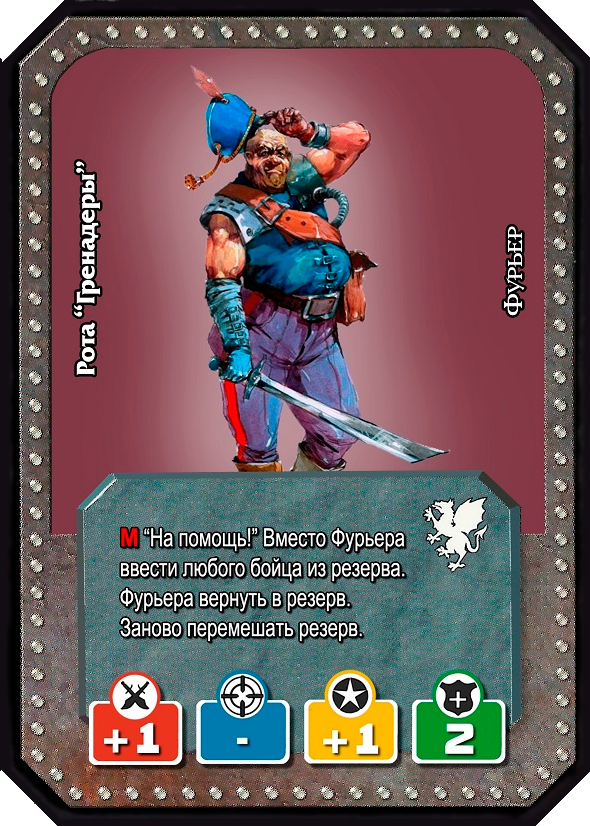 Рота “Гренадеры”
Фурьер
М “На помощь!” Вместо Фурьера
ввести любого бойца из резерва.
Фурьера вернуть в резерв.
Заново перемешать резерв.
+1 - +1 2